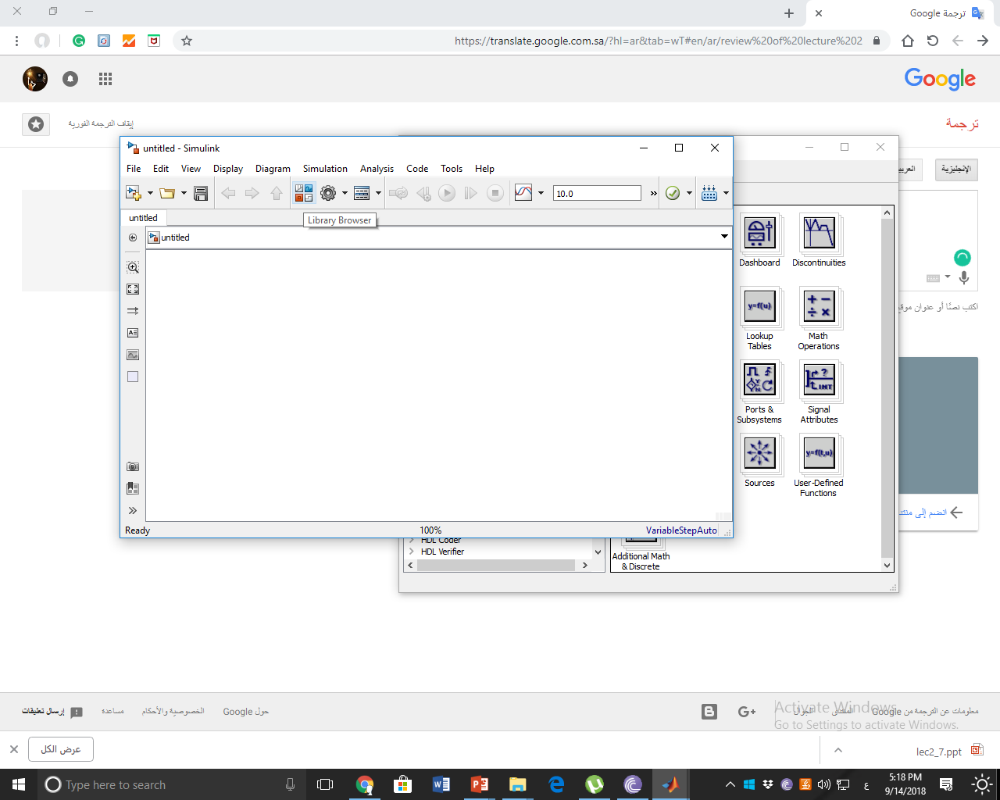 ترجمة Google
https://translate.google.com.sa/?hl=ar&tab=wT#en/ar/review%20of%20lecture%202
Google
ترجمة
إيقاف الترجمة الفورية
الإنجليزية
العربية
untitled - Simulink
File Edit View Display Diagram Simulation Analysis Code Tools Help
10.0
untitled
Library Browser
untitled
Dashboard
Discontinuities
Lookup
Tables
Math
Operations
Ports &
Subsystems
Signal
Attributes
Sources
User-Defined
Functions
اكتب نصًا أو عنوان موقع
انضم إلى
Ready
100%
VariableStepAuto
HDL Coder
HDL Verifier
Additional Math
& Discrete
معلومات عن الترجمة من Google
الجوال
حول Google
الخصوصية والأحكام
مساعدة
إرسال تعليقات
Activate Windows
Go to Settings to activate Windows.
عرض الكل
lec2_7.ppt
Type here to search
ع
5:18 PM
9/14/2018